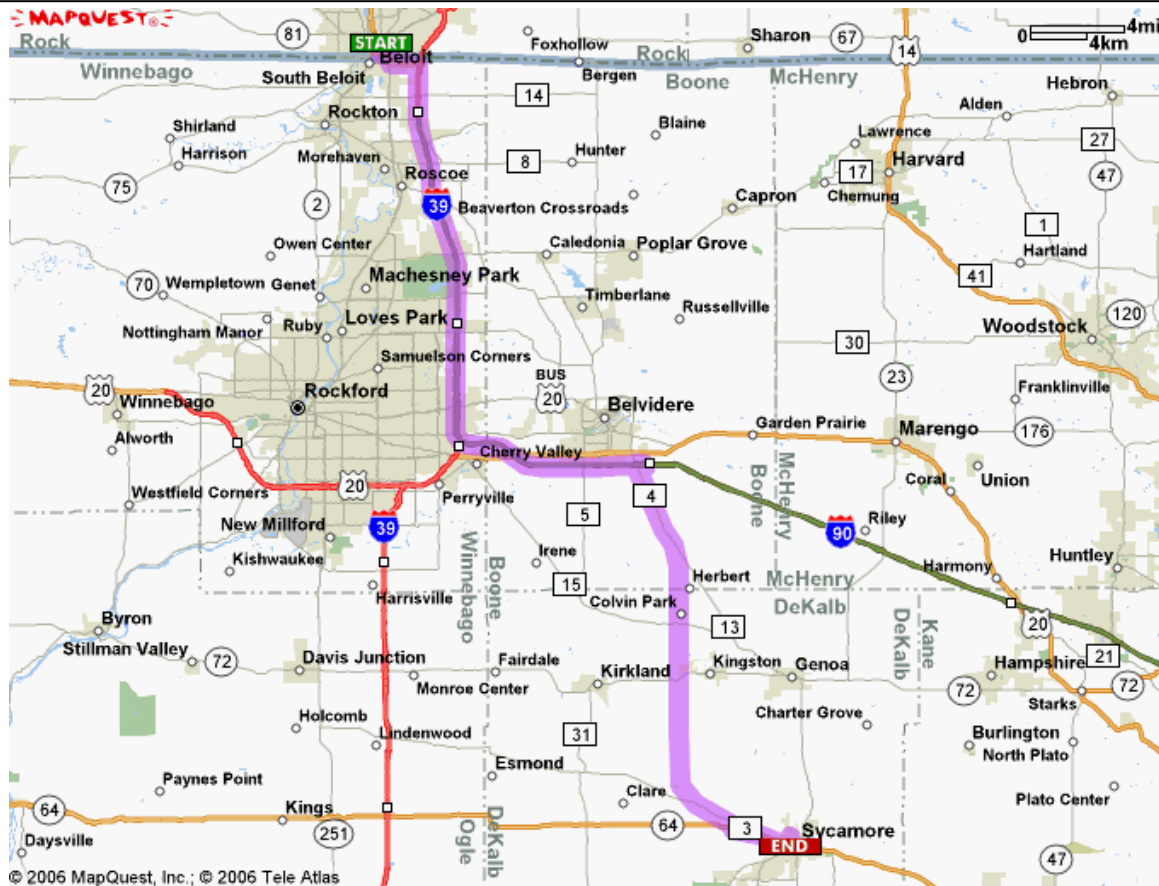 MAPQUEST®
81
START
Beloit
Foxhollow
Sharon
67
14
0 4mi
4km
Rock
Rock
Winnebago
South Beloit
Bergen
Boone
McHenry
Hebron
14
Alden
Rockton
Shirland
Blaine
Lawrence
27
Harrison
Morehaven
8
Hunter
Harvard
17
Roscoe
47
75
Chemung
2
39
Beaverton Crossroads
Capron
1
Owen Center
Caledonia
Poplar Grove
Hartland
Machesney Park
41
70
Wempletown
Genet
Timberlane
Russellville
120
Nottingham Manor
Ruby
Loves Park
Woodstock
30
Samuelson Corners
BUS
20
23
20
Rockford
Franklinville
Winnebago
Belvidere
Garden Prairie
Marengo
176
Alworth
Cherry Valley
McHenry
Boone
Union
Coral
Westfield Corners
20
Perryville
4
New Millford
39
5
90
Riley
Kishwaukee
Winnebago
Boone
Irene
Harmony
Huntley
15
Herbert
McHenry
DeKalb
Harrisville
Colvin Park
Kane
DeKalb
Byron
13
20
Stillman Valley
72
Davis Junction
Fairdale
Kingston
Genoa
Hampshire
21
Monroe Center
Kirkland
72
72
Starks
Holcomb
Charter Grove
Lindenwood
31
Burlington
North Plato
Esmond
Paynes Point
Clare
Plato Center
64
Kings
DeKalb
Ogle
64
3
Sycamore
251
END
Daysville
47
© 2006 MapQuest, Inc.; © 2006 Tele Atlas